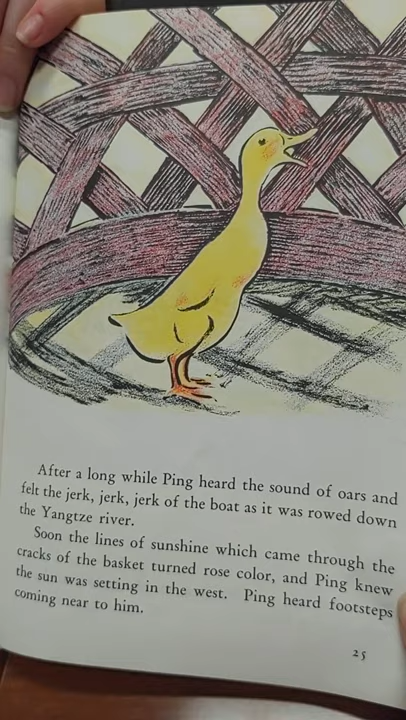 After a long while Ping heard the sound of oars and
felt the jerk, jerk, jerk of the boat as it was rowed down
the Yangtze river.
Soon the lines of sunshine which came through the
cracks of the basket turned rose color, and Ping knew
the sun was setting in the west. Ping heard footsteps
coming near to him.
25